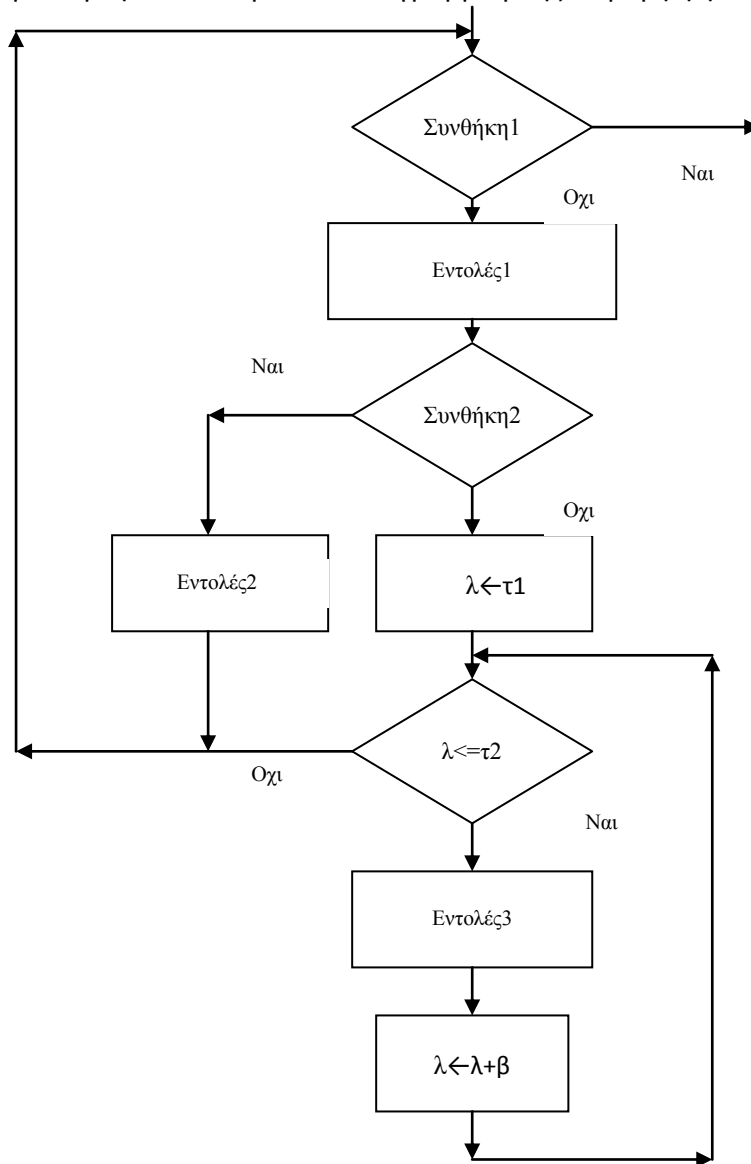 Συνθήκη1
Ναι
Οχι
Εντολές1
Ναι
Συνθήκη2
Οχι
Εντολές2
λ←τ1
λ<=τ2
Οχι
Ναι
Εντολές3
λ←λ+β